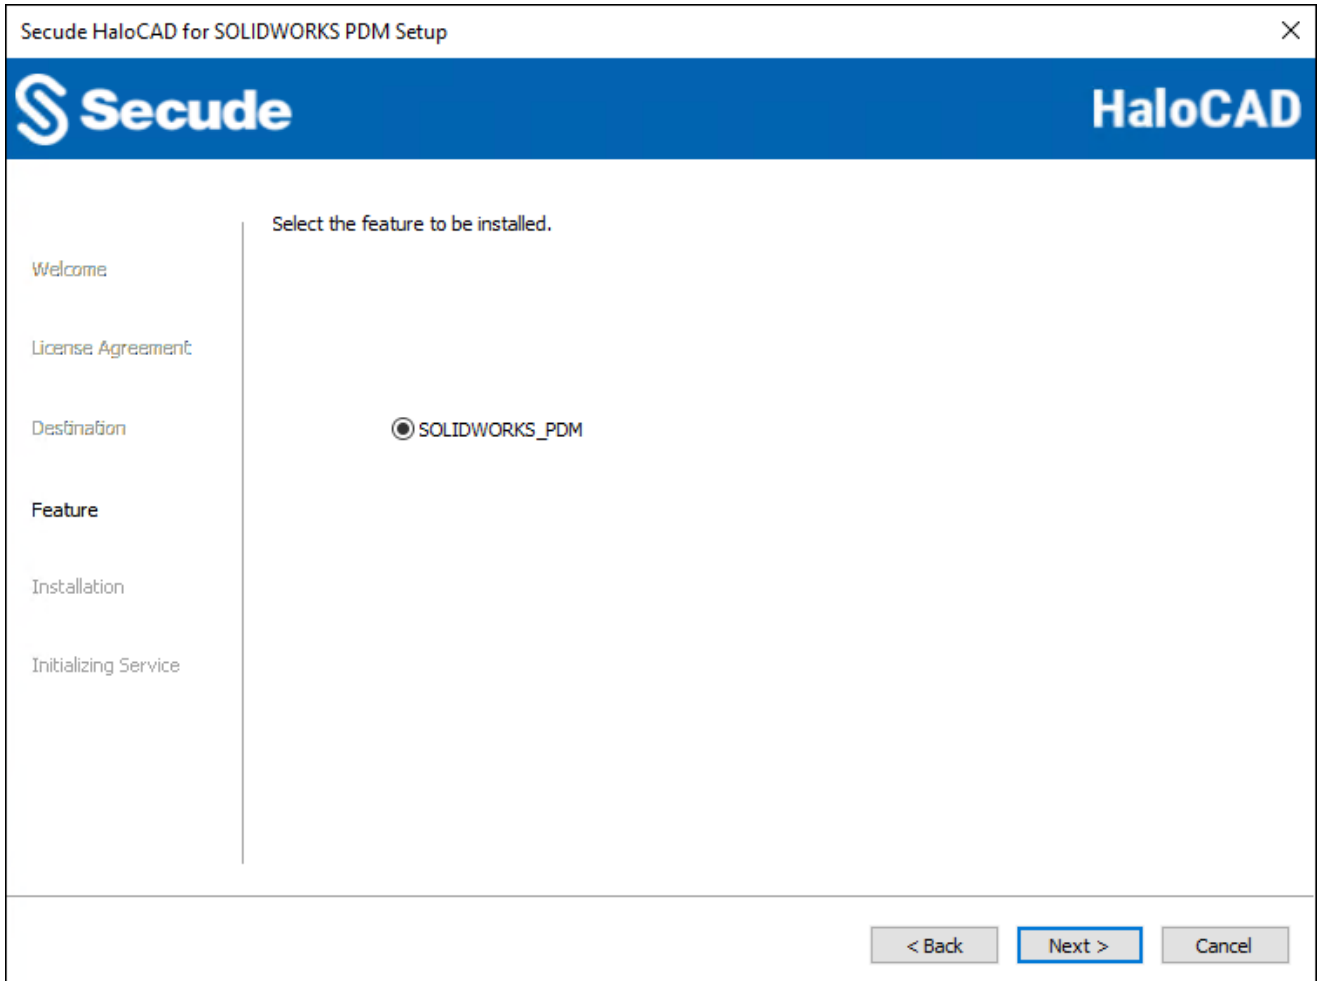 Secude HaloCAD for SOLIDWORKS PDM Setup
Secude HaloCAD
Select the feature to be installed.
Welcome
License Agreement
Destination
SOLIDWORKS_PDM
Feature
Installation
Initializing Service
< Back Next > Cancel